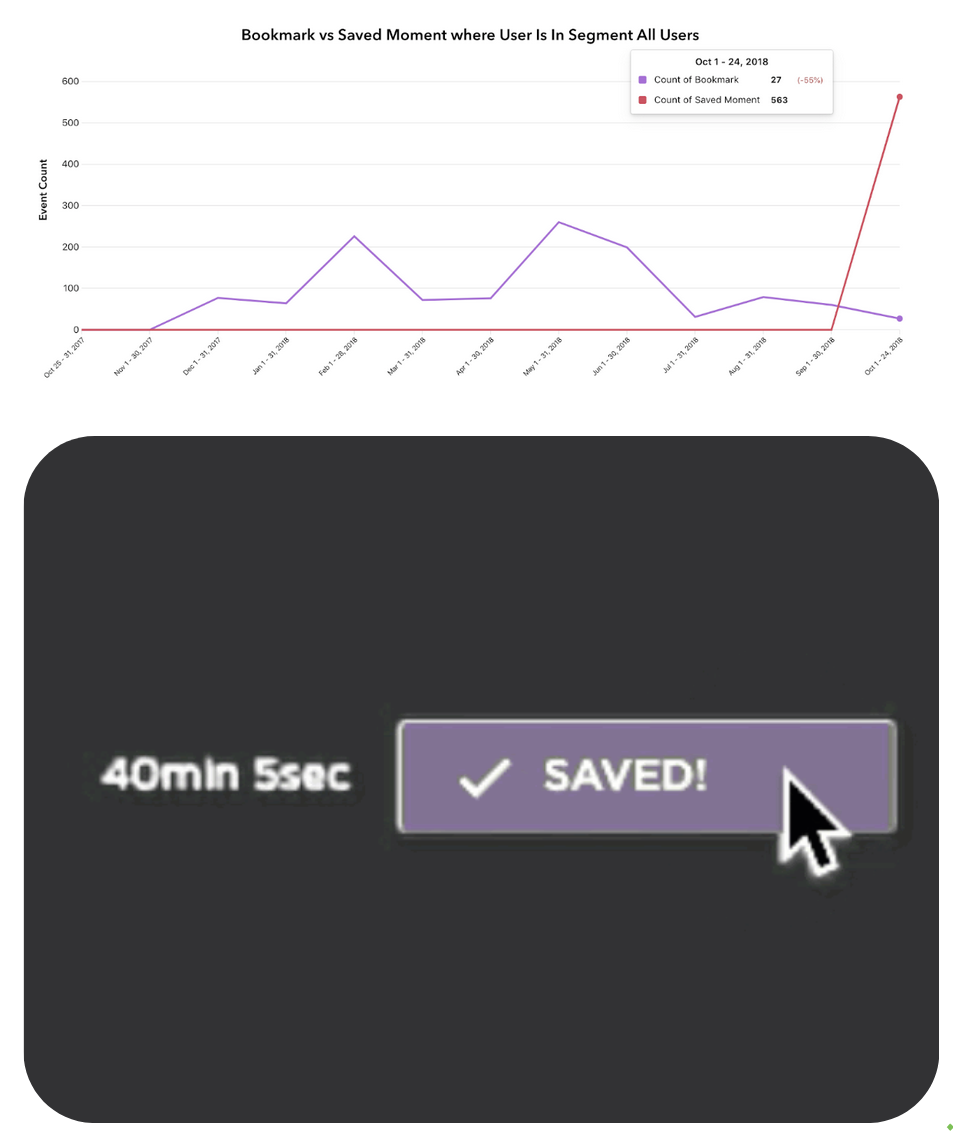 Bookmark vs Saved Moment where User Is In Segment All Users
Oct 1 - 24, 2018
Count of Bookmark 27 (-55%)
Count of Saved Moment 563
Event Count
600
500
400
300
200
100
0
Oct 25 - 31, 2017
Nov 1 - 30, 2017
Dec 1 - 31, 2017
Jan 1 - 31, 2018
Feb 1 - 28, 2018
Mar 1 - 31, 2018
Apr 1 - 30, 2018
May 1 - 31, 2018
Jun 1 - 30, 2018
Jul 1 - 31, 2018
Aug 1 - 31, 2018
Sep 1 - 30, 2018
Oct 1 - 24, 2018
40min 5sec
SAVED!